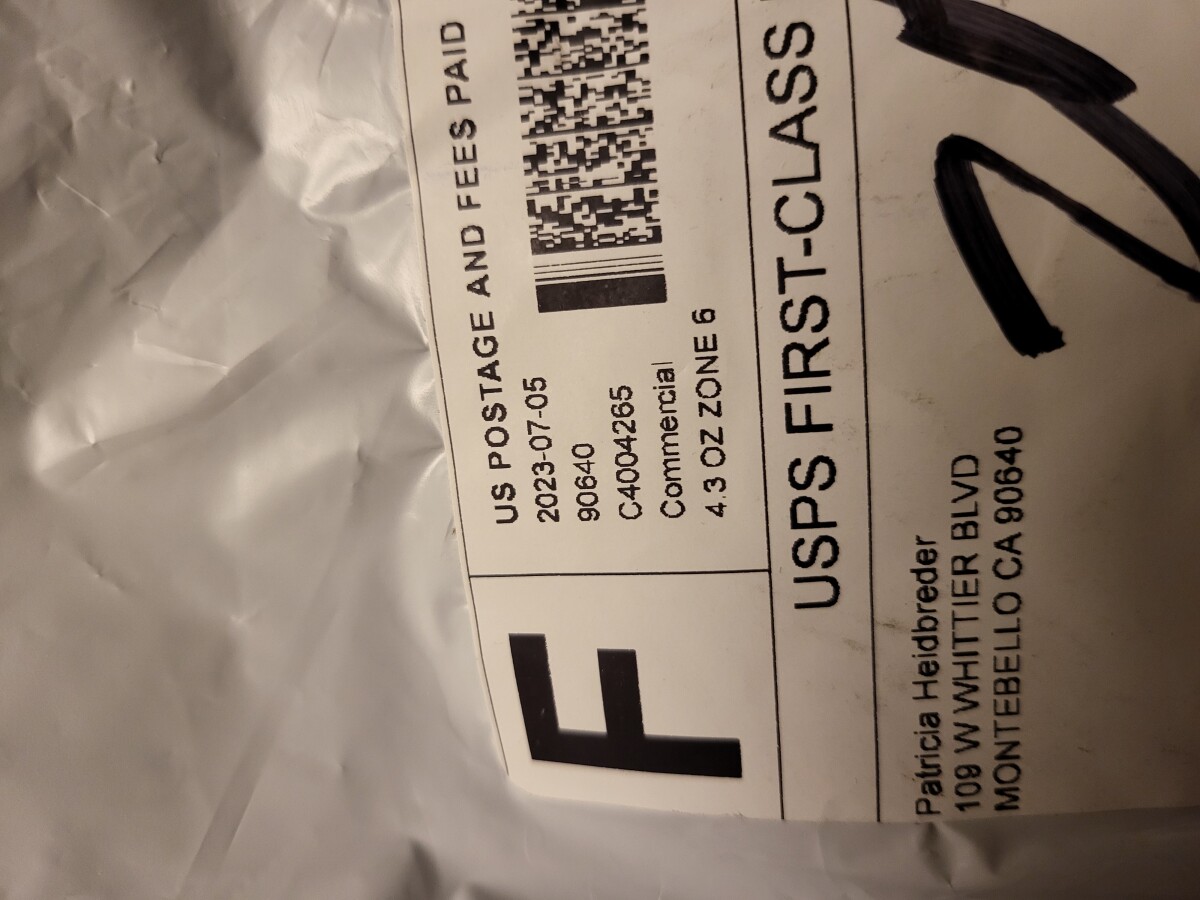 F
US POSTAGE AND FEES PAID
2023-07-05
90640
C4004265
Commercial
4.3 OZ ZONE 6
USPS FIRST-CLASS
Patricia Heidbreder
109 W WHITTIER BLVD
MONTEBELLO CA 90640